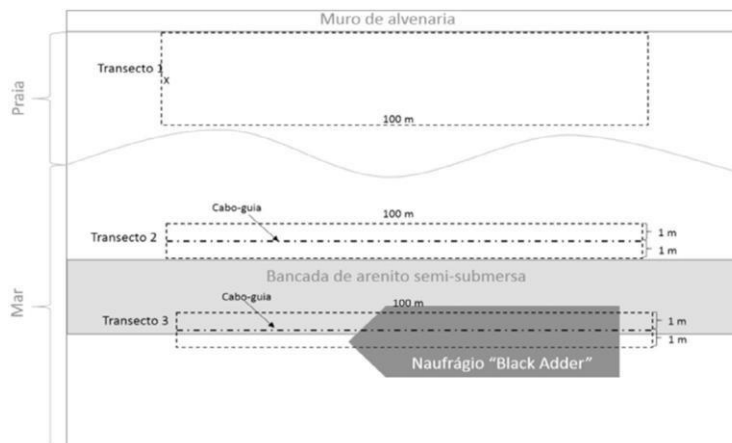 Muro de alvenaria
Praia
Transecto 1
x
100 m
Mar
Cabo-guia
100 m
Transecto 2
1 m
1 m
Bancada de arenito semi-submersa
Cabo-guia
100 m
Transecto 3
1 m
1 m
Naufrágio “Black Adder”